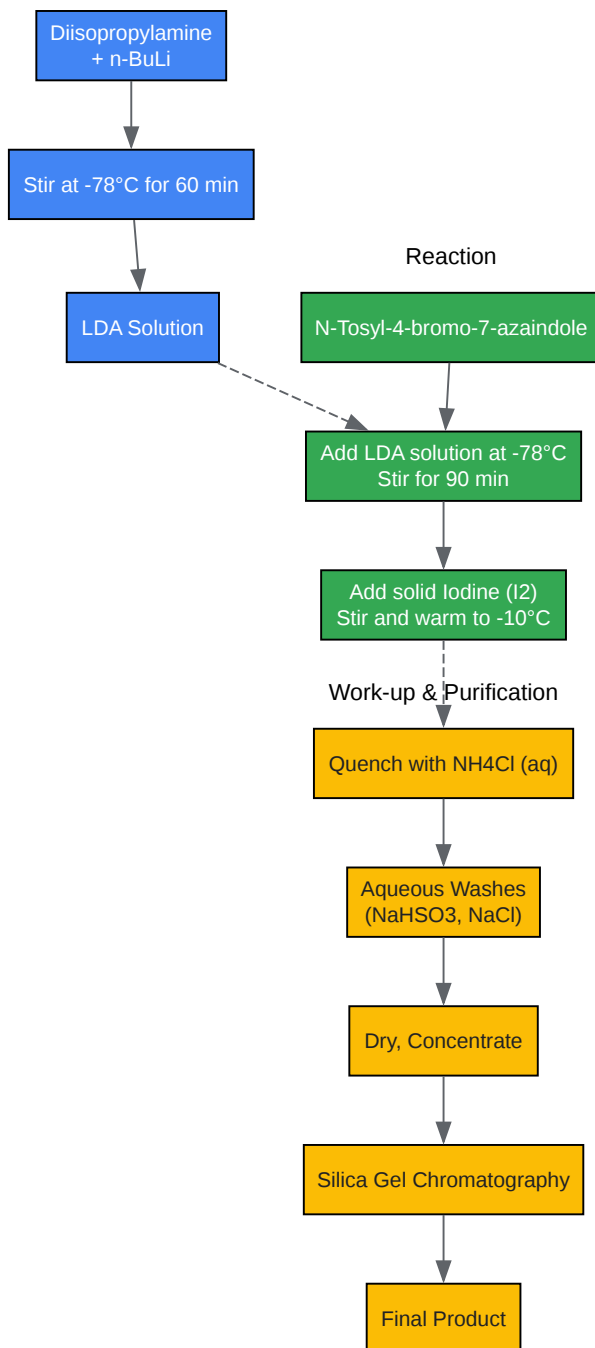 Diisopropylamine
+ n-BuLi
Stir at -78°C for 60 min
LDA Solution
Reaction
N-Tosyl-4-bromo-7-azaindole
Add LDA solution at -78°C
Stir for 90 min
Add solid Iodine (I2)
Stir and warm to -10°C
Work-up & Purification
Quench with NH4Cl (aq)
Aqueous Washes
(NaHSO3, NaCl)
Dry, Concentrate
Silica Gel Chromatography
Final Product